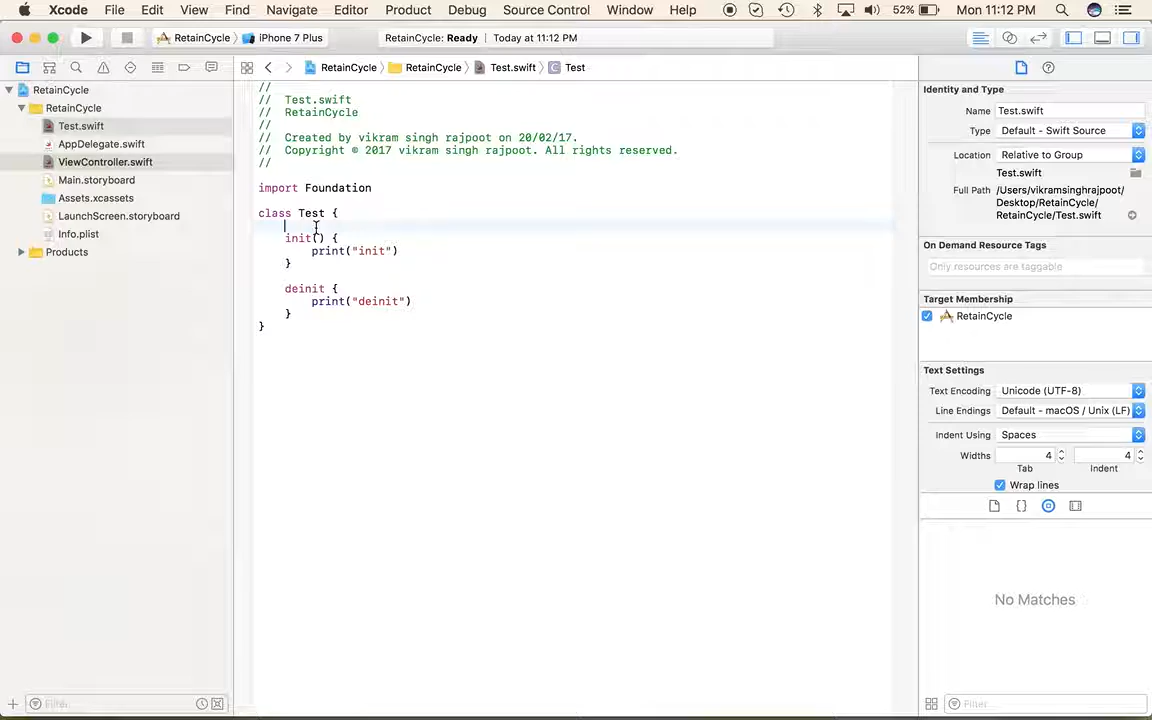 Xcode File Edit View Find Navigate Editor Product Debug Source Control Window Help 52% Mon 11:12 PM
RetainCycle iPhone 7 Plus RetainCycle: Ready Today at 11:12 PM
RetainCycle RetainCycle Test.swift C Test
RetainCycle
RetainCycle
Test.swift
AppDelegate.swift
ViewController.swift
Main.storyboard
Assets.xcassets
LaunchScreen.storyboard
Info.plist
Products
Filter
//
// Test.swift
// RetainCycle
//
// Created by vikram singh rajpoot on 20/02/17.
// Copyright © 2017 vikram singh rajpoot. All rights reserved.
//
import Foundation
class Test {
init() {
print("init")
}
deinit {
print("deinit")
}
}
Identity and Type
Name Test.swift
Type Default - Swift Source
Location Relative to Group
Test.swift
Full Path /Users/vikramsinghrajpoot/
Desktop/RetainCycle/
RetainCycle/Test.swift
On Demand Resource Tags
Only resources are taggable
Target Membership
RetainCycle
Text Settings
Text Encoding Unicode (UTF-8)
Line Endings Default - macOS / Unix (LF)
Indent Using Spaces
Widths 4 4
Tab Indent
Wrap lines
{}
No Matches
Filter